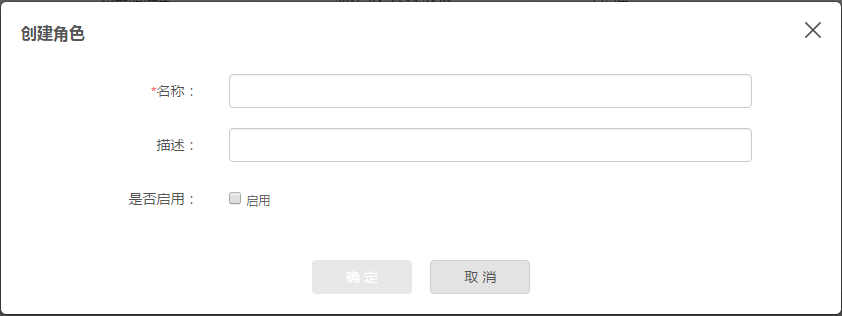 创建角色
*名称：
描述：
是否启用： 启用
确 定 取 消